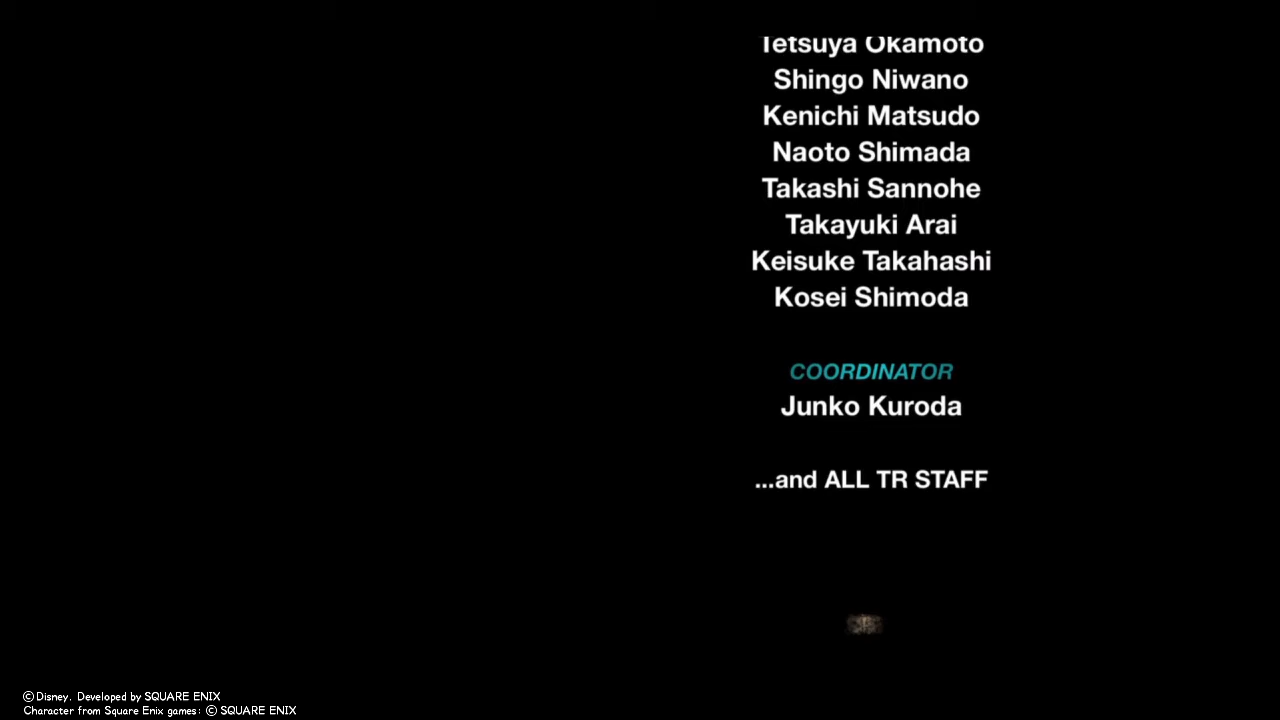 Tetsuya Okamoto
Shingo Niwano
Kenichi Matsudo
Naoto Shimada
Takashi Sannohe
Takayuki Arai
Keisuke Takahashi
Kosei Shimoda
COORDINATOR
Junko Kuroda
...and ALL TR STAFF
©Disney. Developed by SQUARE ENIX
Character from Square Enix games: © SQUARE ENIX